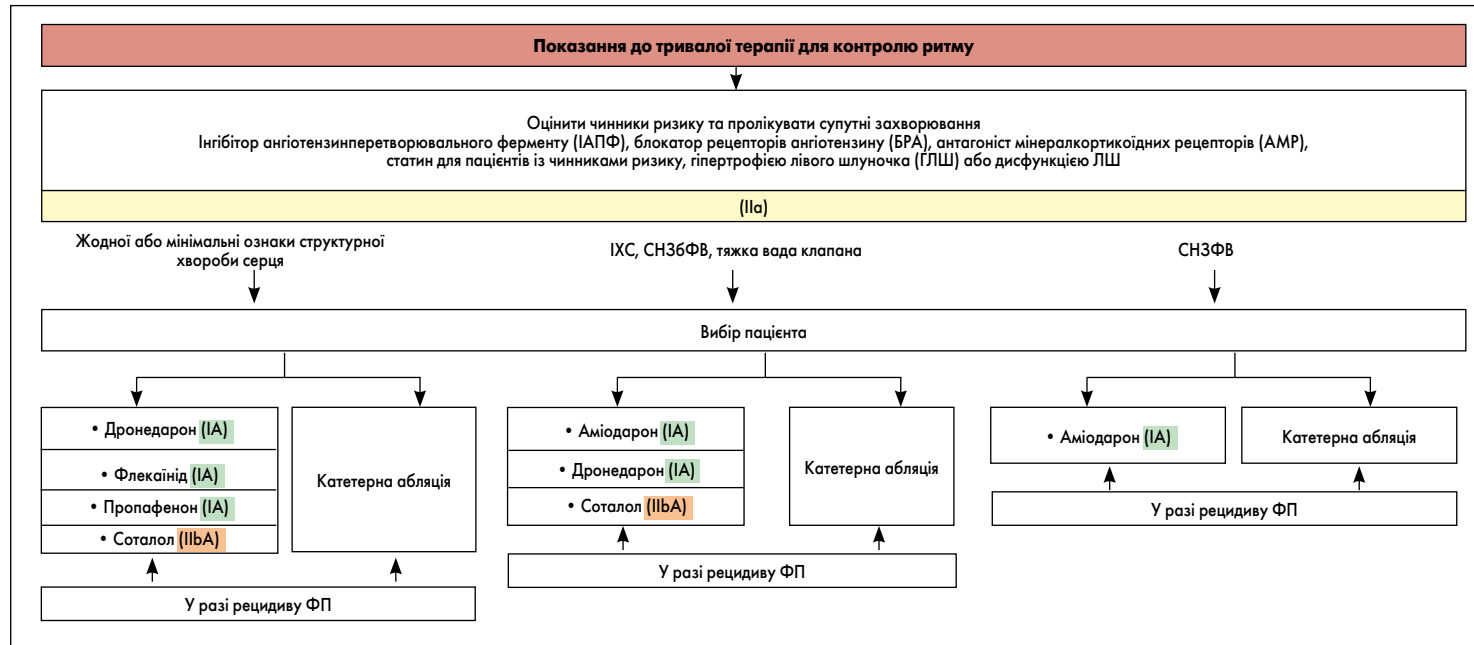 Показання до тривалої терапії для контролю ритму
Оцінити чинники ризику та пролікувати супутні захворювання
Інгібітор ангіотензинперетворювального ферменту (ІАПФ), блокатор рецепторів ангіотензину (БРА), антагоніст мінералкортикоїдних рецепторів (АМР),
статин для пацієнтів із чинниками ризику, гіпертрофією лівого шлуночка (ГЛШ) або дисфункцією ЛШ
(IIa)
Жодної або мінімальні ознаки структурної
хвороби серця
ІХС, СНЗбФВ, тяжка вада клапана
СНЗФВ
Вибір пацієнта
• Дронедарон (IA)
• Флекаїнід (IA)
• Пропафенон (IA)
• Соталол (IIbA)
Катетерна абляція
У разі рецидиву ФП
• Аміодарон (IA)
• Дронедарон (IA)
• Соталол (IIbA)
Катетерна абляція
У разі рецидиву ФП
• Аміодарон (IA)
Катетерна абляція
У разі рецидиву ФП